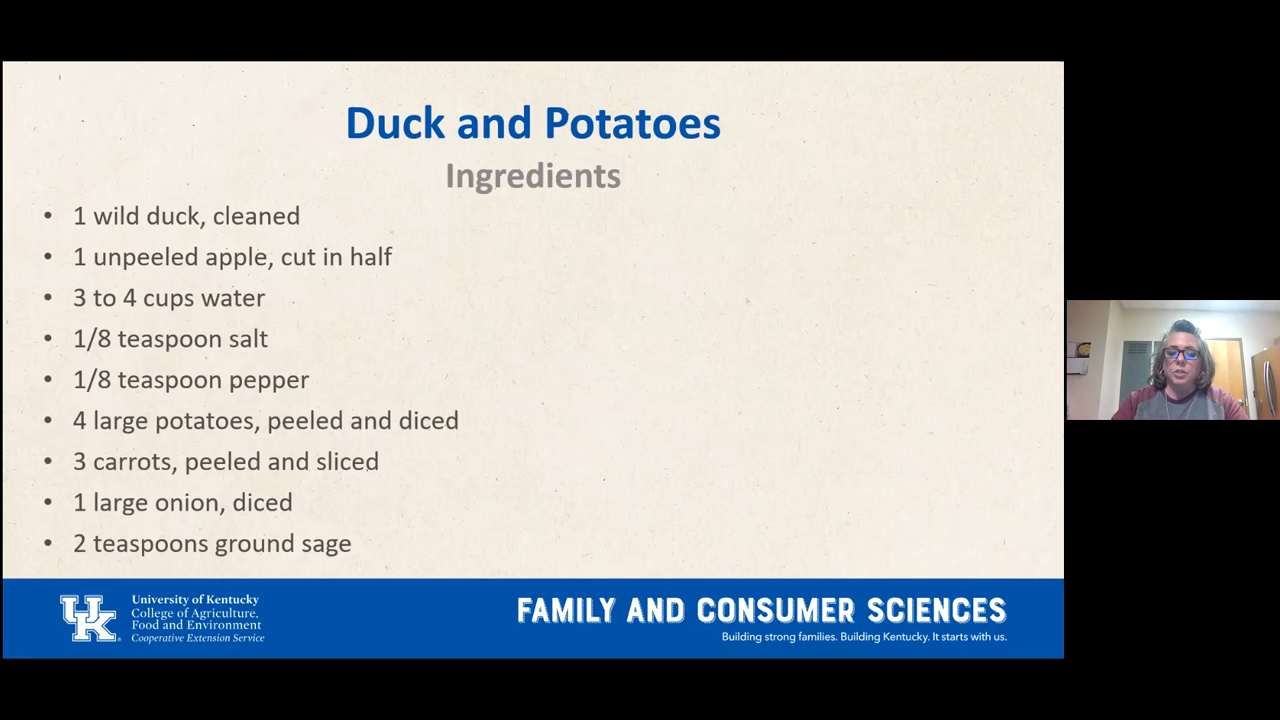 Duck and Potatoes
Ingredients
• 1 wild duck, cleaned
• 1 unpeeled apple, cut in half
• 3 to 4 cups water
• 1/8 teaspoon salt
• 1/8 teaspoon pepper
• 4 large potatoes, peeled and diced
• 3 carrots, peeled and sliced
• 1 large onion, diced
• 2 teaspoons ground sage
UK
University of Kentucky
College of Agriculture,
Food and Environment
Cooperative Extension Service
FAMILY AND CONSUMER SCIENCES
Building strong families. Building Kentucky. It starts with us.